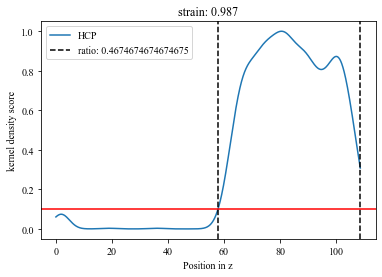 strain: 0.987
HCP
ratio: 0.4674674674674675
kernel density score
1.0
0.8
0.6
0.4
0.2
0.0
0 20 40 60 80 100
Position in z